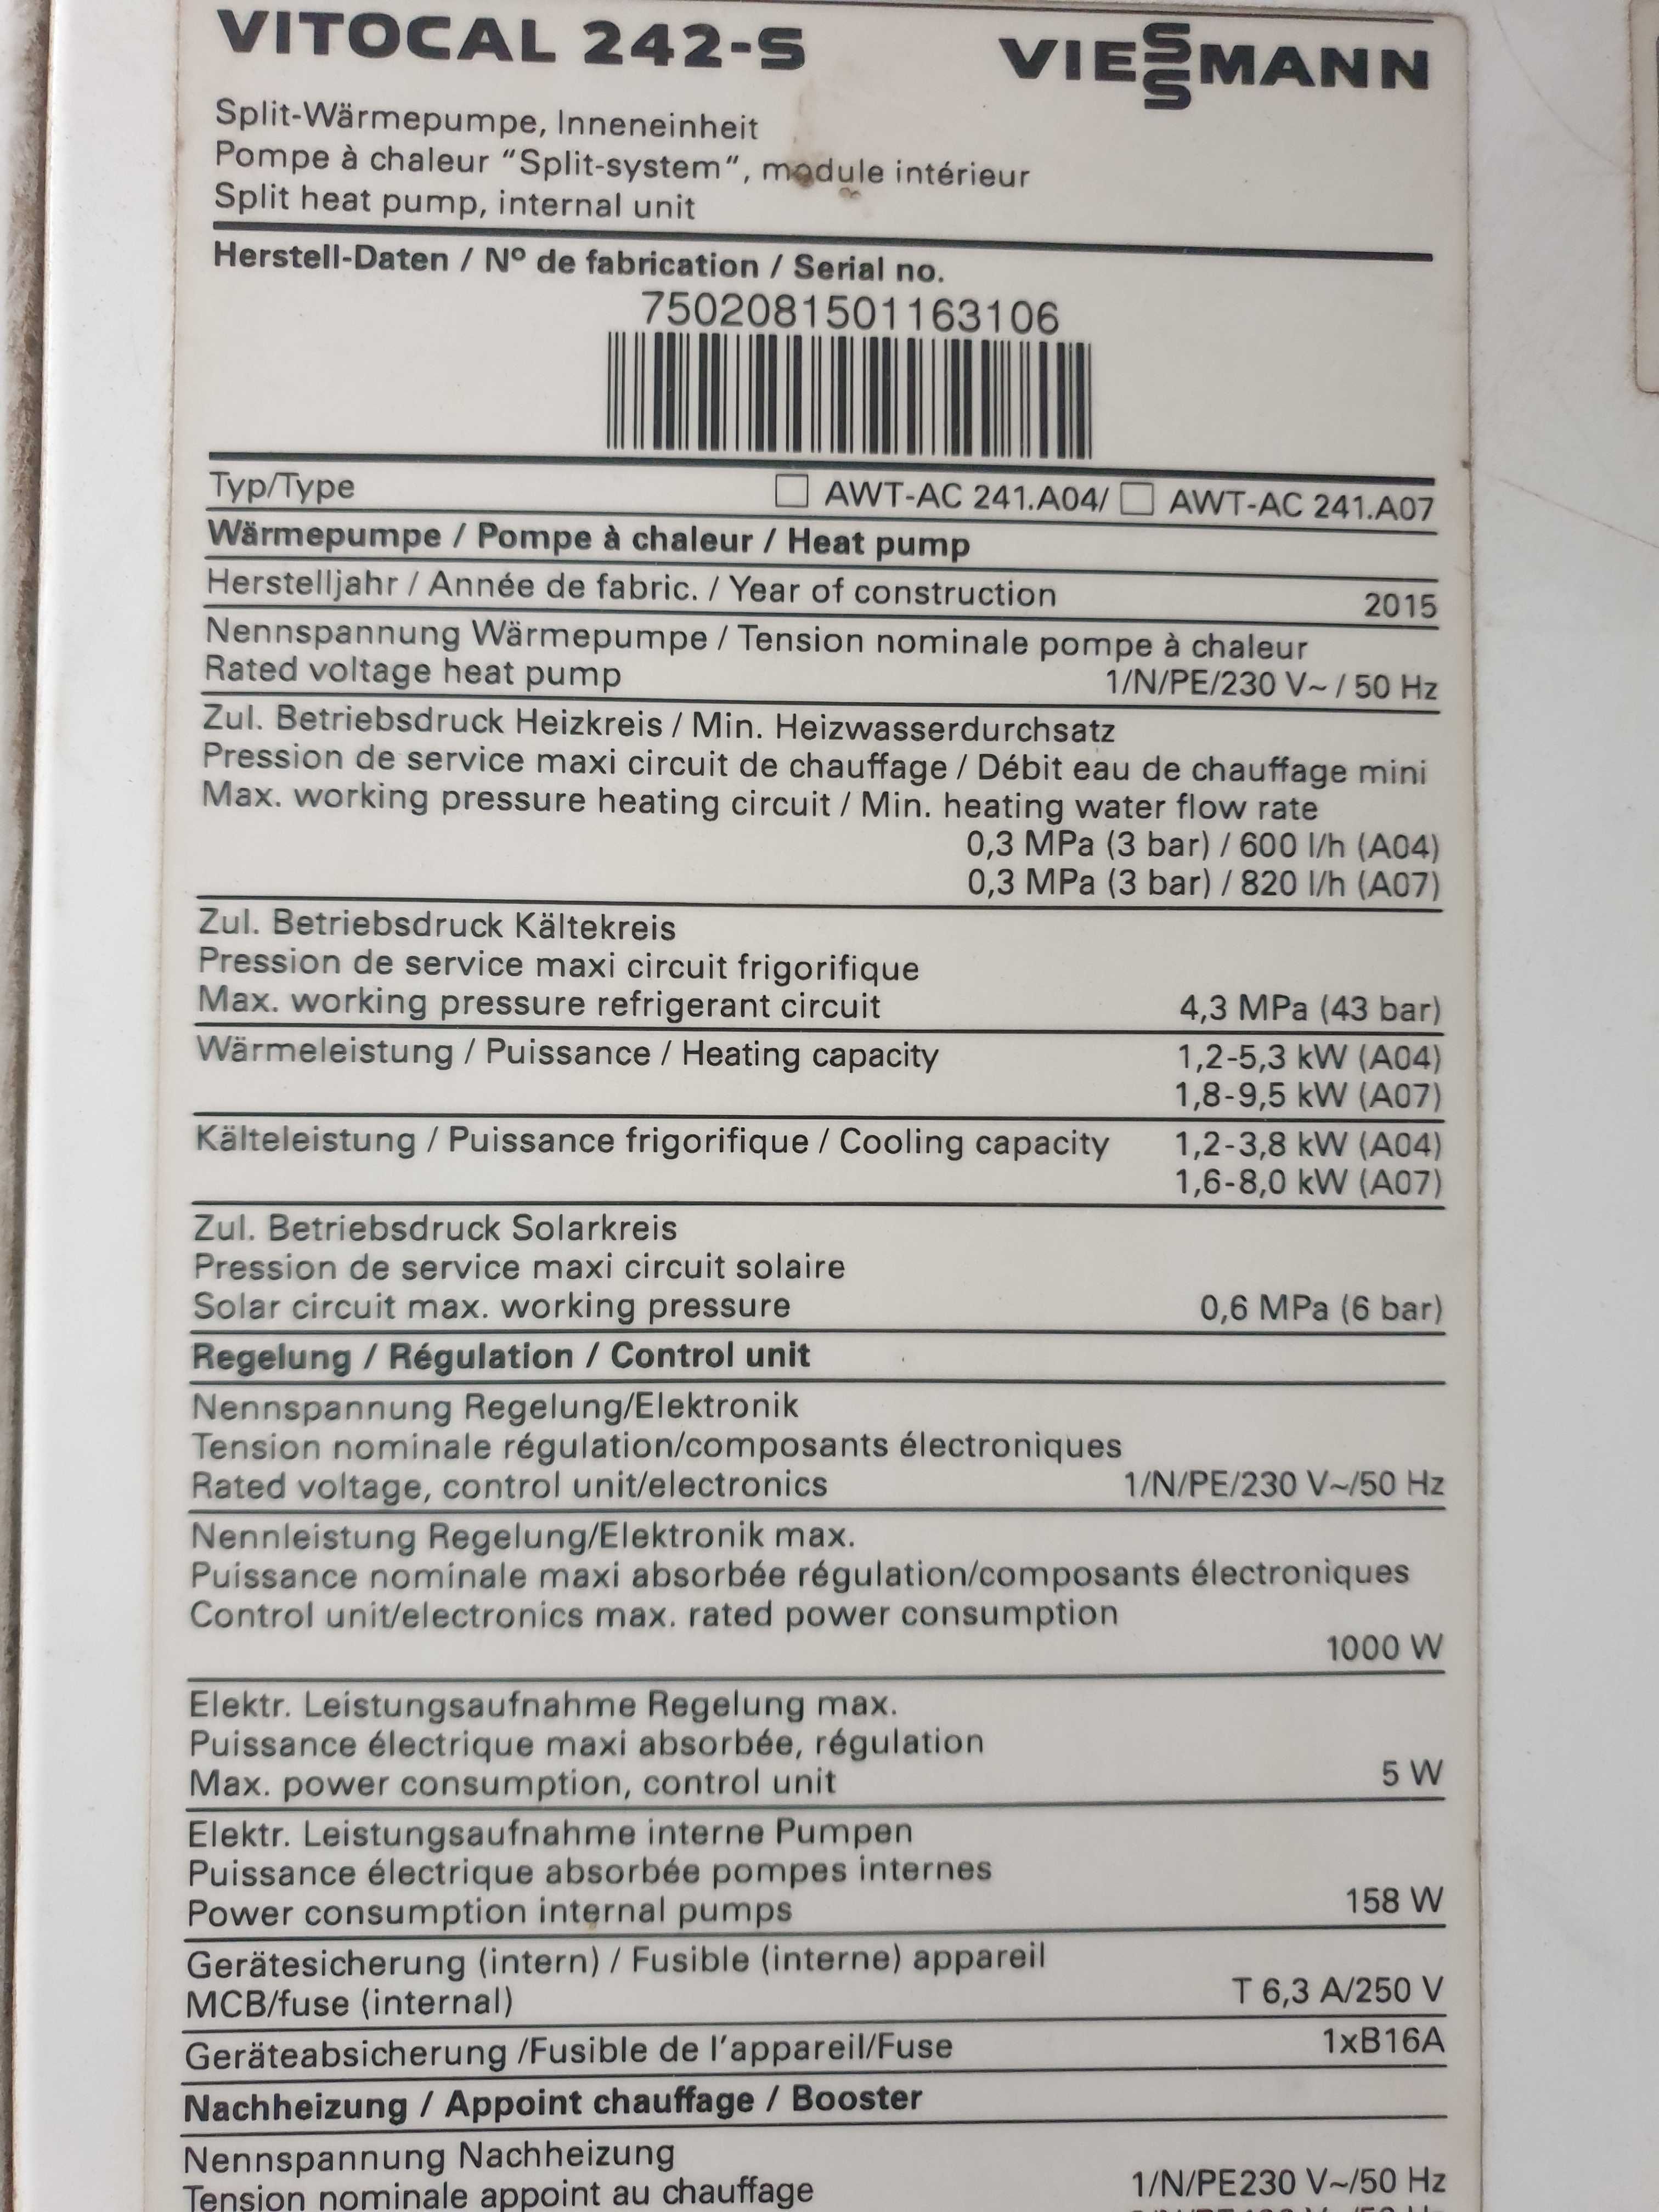 VITOCAL 242-S
VIESSMANN
Split-Wärmepumpe, Inneneinheit
Pompe à chaleur “Split-system”, module intérieur
Split heat pump, internal unit
Herstell-Daten / Nº de fabrication / Serial no.
7502081501163106
Typ/Type ☐ AWT-AC 241.A04/ ☐ AWT-AC 241.A07
Wärmepumpe / Pompe à chaleur / Heat pump
Herstelljahr / Année de fabric. / Year of construction 2015
Nennspannung Wärmepumpe / Tension nominale pompe à chaleur
Rated voltage heat pump 1/N/PE/230 V~ / 50 Hz
Zul. Betriebsdruck Heizkreis / Min. Heizwasserdurchsatz
Pression de service maxi circuit de chauffage / Débit eau de chauffage mini
Max. working pressure heating circuit / Min. heating water flow rate
0,3 MPa (3 bar) / 600 l/h (A04)
0,3 MPa (3 bar) / 820 l/h (A07)
Zul. Betriebsdruck Kältekreis
Pression de service maxi circuit frigorifique
Max. working pressure refrigerant circuit 4,3 MPa (43 bar)
Wärmeleistung / Puissance / Heating capacity 1,2-5,3 kW (A04)
1,8-9,5 kW (A07)
Kälteleistung / Puissance frigorifique / Cooling capacity 1,2-3,8 kW (A04)
1,6-8,0 kW (A07)
Zul. Betriebsdruck Solarkreis
Pression de service maxi circuit solaire
Solar circuit max. working pressure 0,6 MPa (6 bar)
Regelung / Régulation / Control unit
Nennspannung Regelung/Elektronik
Tension nominale régulation/composants électroniques
Rated voltage, control unit/electronics 1/N/PE/230 V~/50 Hz
Nennleistung Regelung/Elektronik max.
Puissance nominale maxi absorbée régulation/composants électroniques
Control unit/electronics max. rated power consumption
1000 W
Elektr. Leistungsaufnahme Regelung max.
Puissance électrique maxi absorbée, régulation
Max. power consumption, control unit 5 W
Elektr. Leistungsaufnahme interne Pumpen
Puissance électrique absorbée pompes internes
Power consumption internal pumps 158 W
Gerätesicherung (intern) / Fusible (interne) appareil
MCB/fuse (internal) T 6,3 A/250 V
Geräteabsicherung /Fusible de l'appareil/Fuse 1xB16A
Nachheizung / Appoint chauffage / Booster
Nennspannung Nachheizung
Tension nominale appoint au chauffage 1/N/PE230 V~/50 Hz